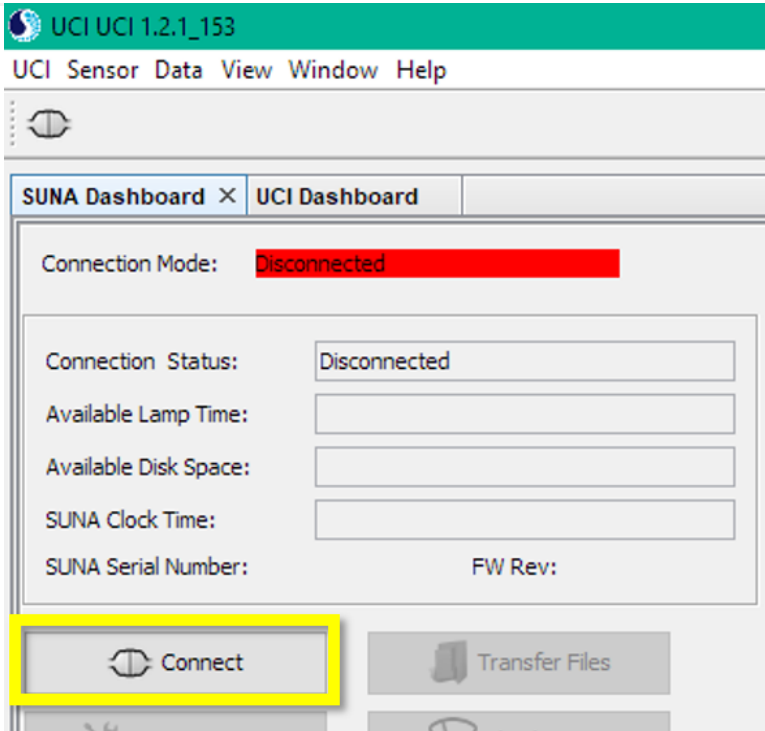 UCI UCI 1.2.1_153
UCI Sensor Data View Window Help
SUNA Dashboard × UCI Dashboard
Connection Mode: Disconnected
Connection Status: Disconnected
Available Lamp Time:
Available Disk Space:
SUNA Clock Time:
SUNA Serial Number: FW Rev:
Connect Transfer Files